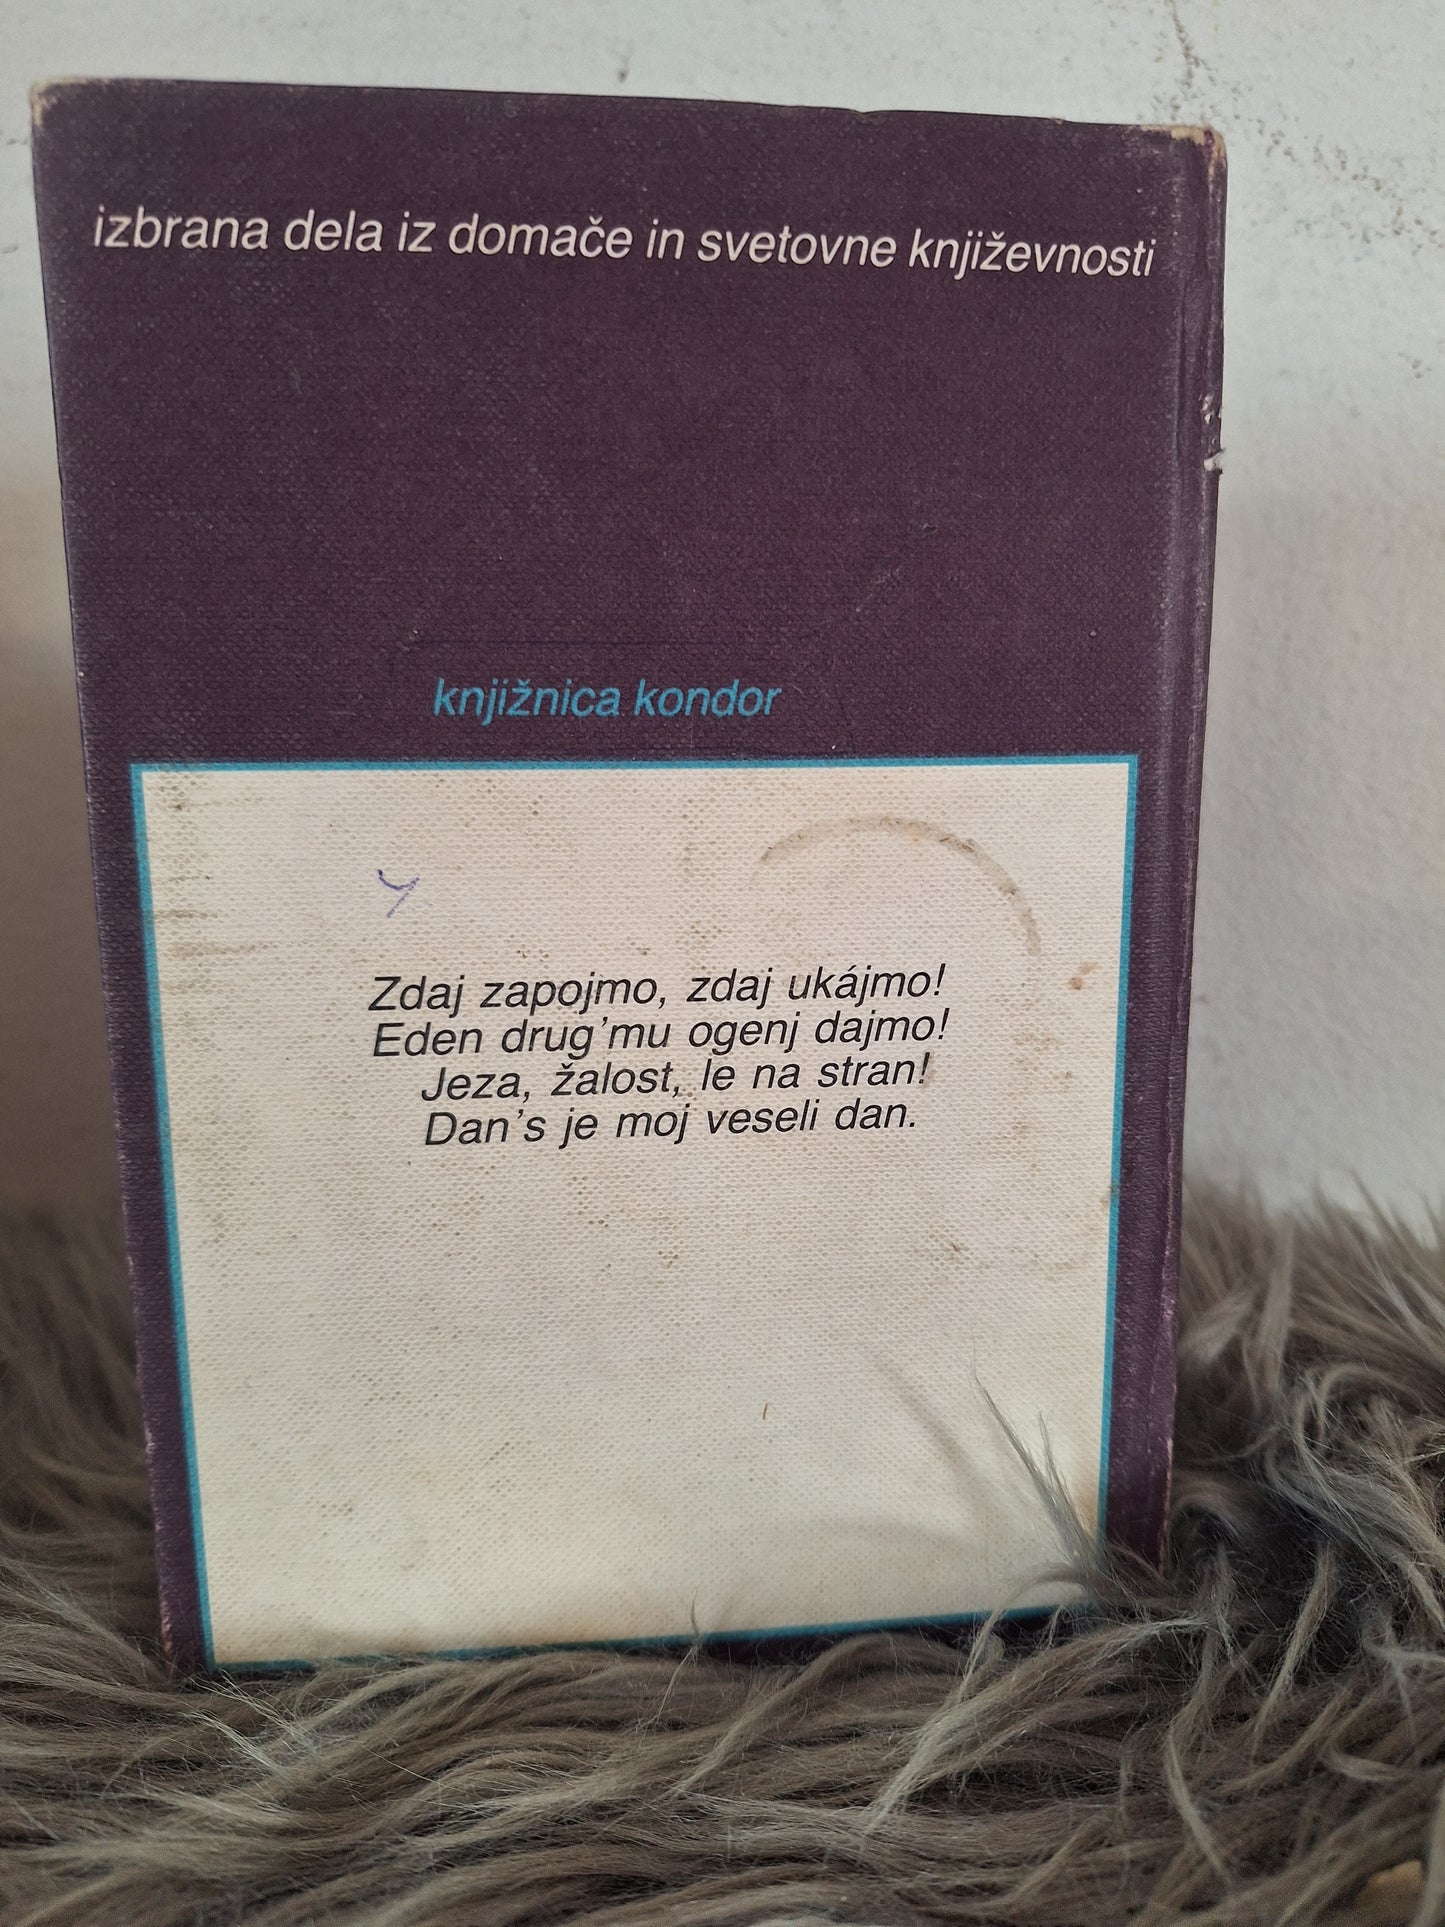 izbrana dela iz domače in svetovne književnosti
knjižnica kondor
Zdaj zapojmo, zdaj ukájmo!
Eden drug'mu ogenj dajmo!
Jeza, žalost, le na stran!
Dan's je moj veseli dan.